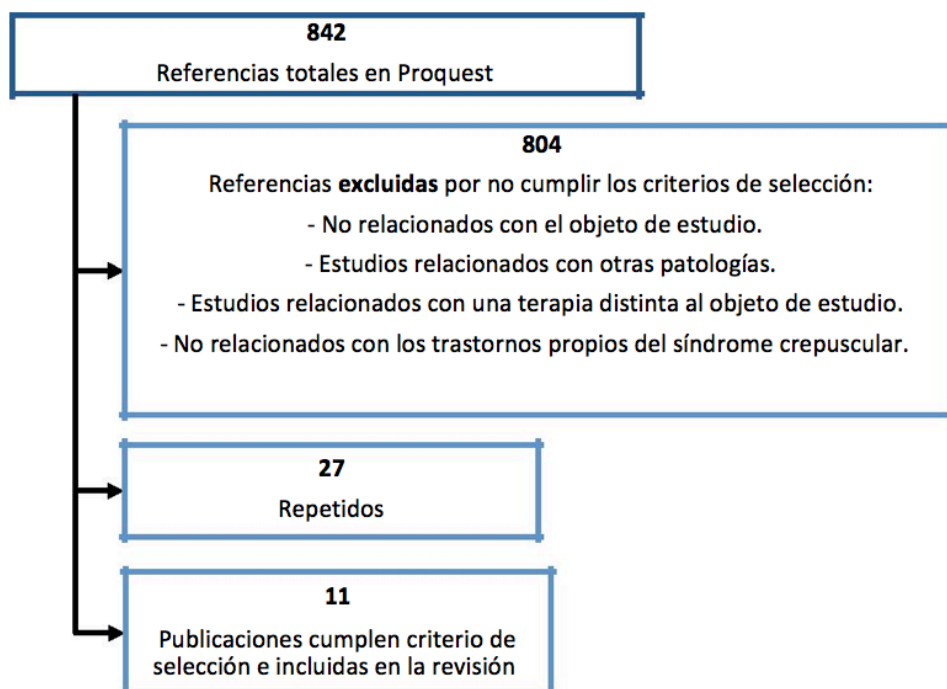 842
Referencias totales en Proquest
804
Referencias excluidas por no cumplir los criterios de selección:
- No relacionados con el objeto de estudio.
- Estudios relacionados con otras patologías.
- Estudios relacionados con una terapia distinta al objeto de estudio.
- No relacionados con los trastornos propios del síndrome crepuscular.
27
Repetidos
11
Publicaciones cumplen criterio de
selección e incluidas en la revisión